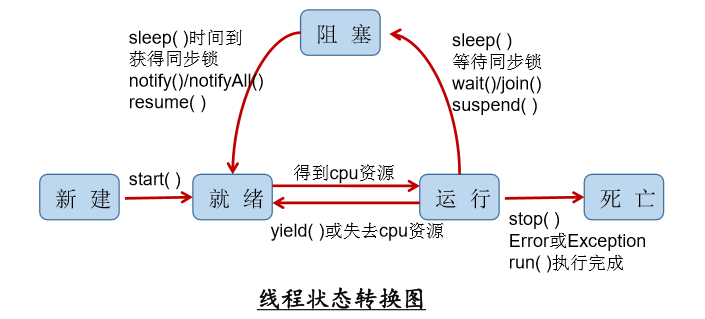 阻 塞
sleep( )时间到
获得同步锁
notify()/notifyAll()
resume( )
sleep( )
等待同步锁
wait()/join()
suspend( )
新 建
start( )
就 绪
得到cpu资源
yield( )或失去cpu资源
运 行
死 亡
stop( )
Error或Exception
run( )执行完成
线程状态转换图